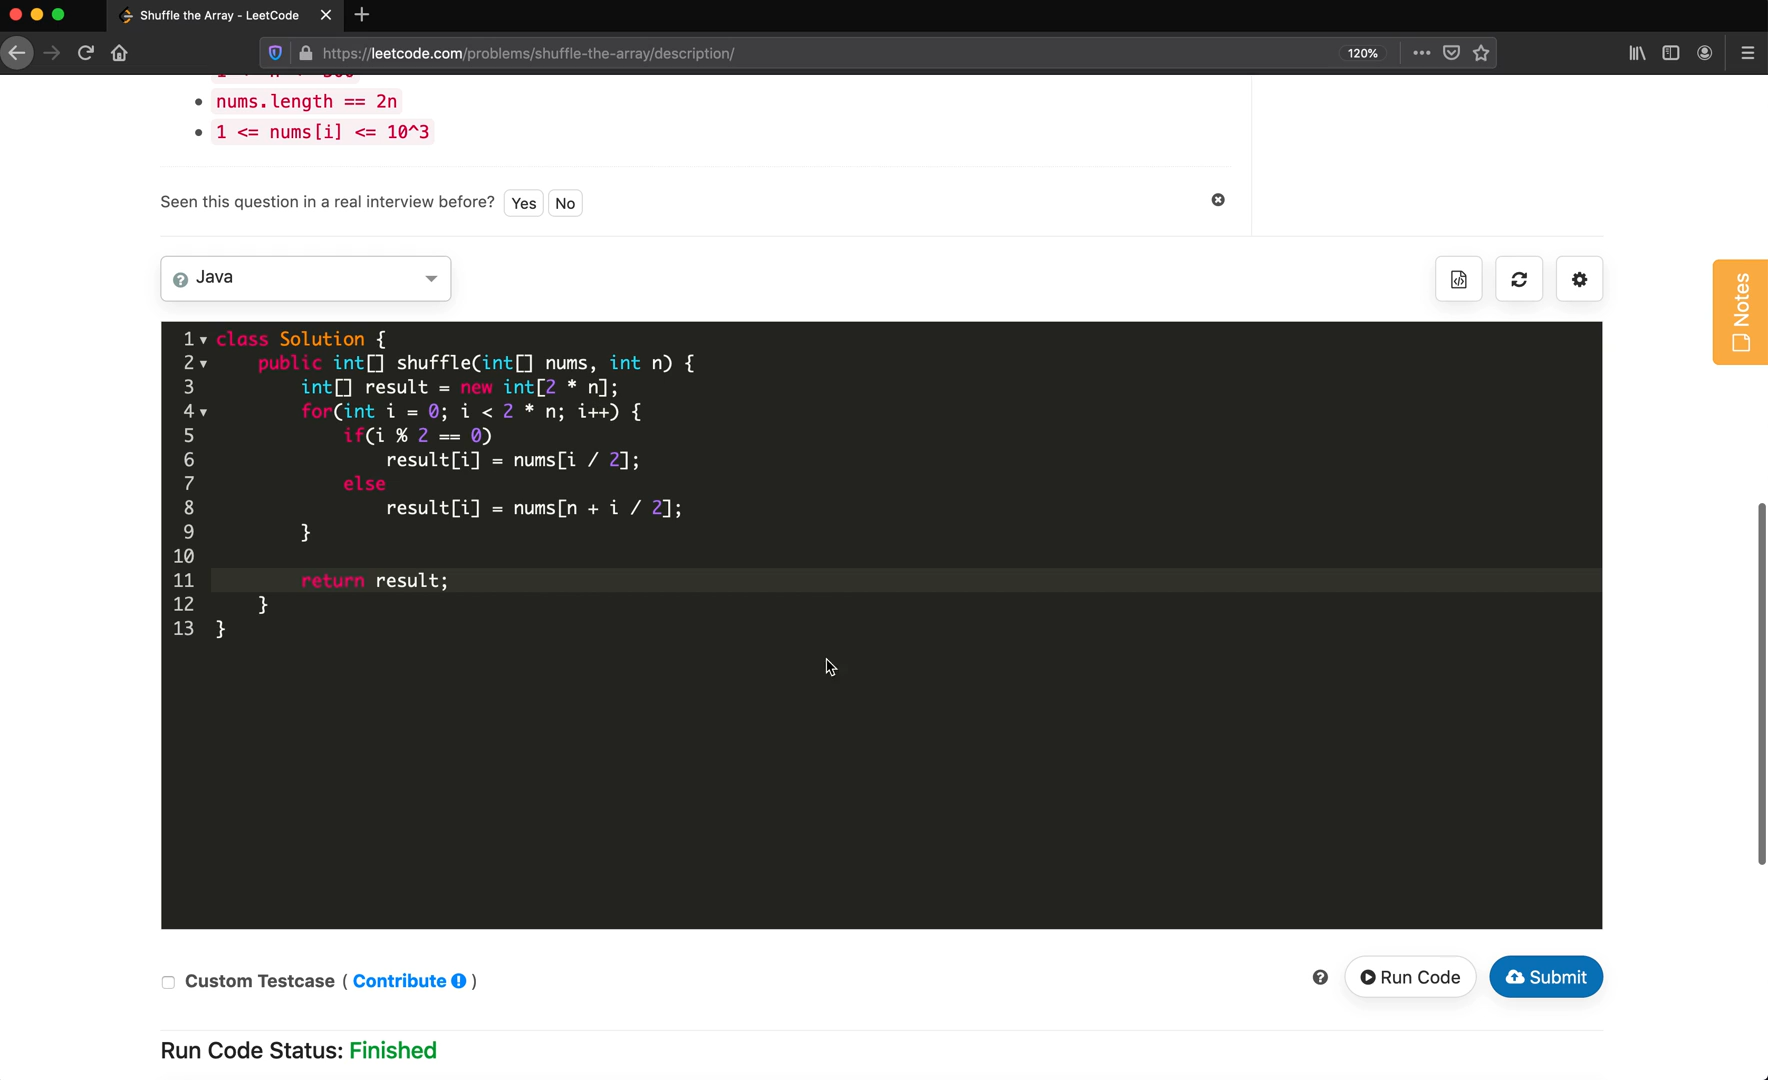 Shuffle the Array - LeetCode
https://leetcode.com/problems/shuffle-the-array/description/
120%
nums.length == 2n
1 <= nums[i] <= 10^3
Seen this question in a real interview before? Yes No
Java
Notes
1 class Solution {
2 public int[] shuffle(int[] nums, int n) {
3 int[] result = new int[2 * n];
4 for(int i = 0; i < 2 * n; i++) {
5 if(i % 2 == 0)
6 result[i] = nums[i / 2];
7 else
8 result[i] = nums[n + i / 2];
9 }
10
11 return result;
12 }
13 }
Custom Testcase ( Contribute )
Run Code
Submit
Run Code Status: Finished